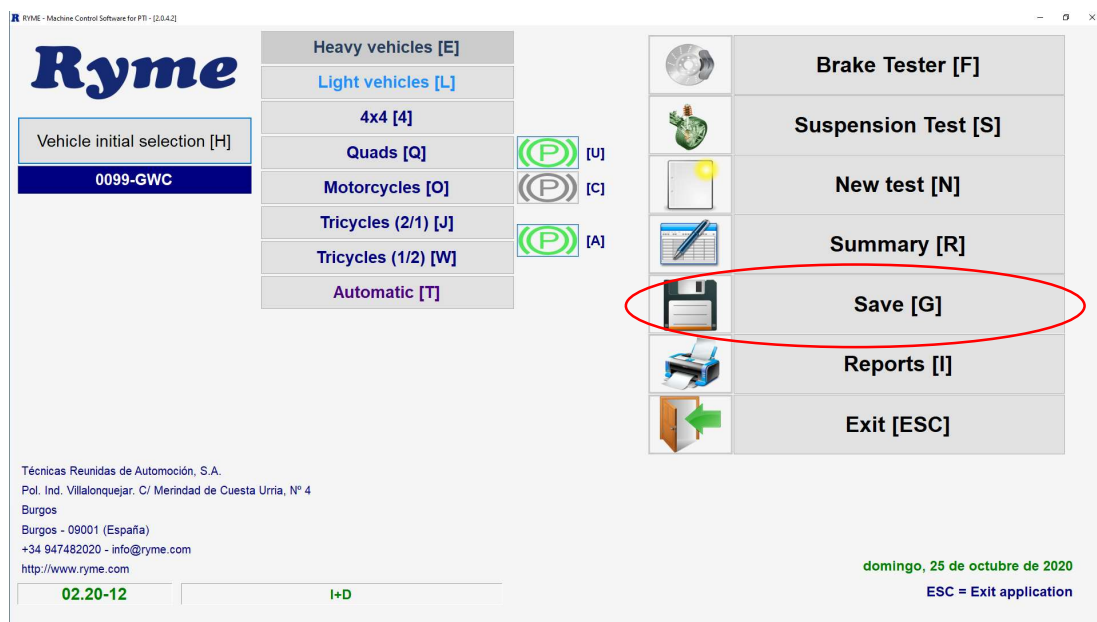 RYME - Machine Control Software for PTI - [2.0.4.2]
Ryme
Vehicle initial selection [H]
0099-GWC
Heavy vehicles [E]
Light vehicles [L]
4x4 [4]
Quads [Q]
Motorcycles [O]
Tricycles (2/1) [J]
Tricycles (1/2) [W]
Automatic [T]
(P) [U]
(P) [C]
(P) [A]
Brake Tester [F]
Suspension Test [S]
New test [N]
Summary [R]
Save [G]
Reports [I]
Exit [ESC]
Técnicas Reunidas de Automoción, S.A.
Pol. Ind. Villalonquejar. C/ Merindad de Cuesta Urria, Nº 4
Burgos
Burgos - 09001 (España)
+34 947482020 - info@ryme.com
http://www.ryme.com
02.20-12
I+D
domingo, 25 de octubre de 2020
ESC = Exit application